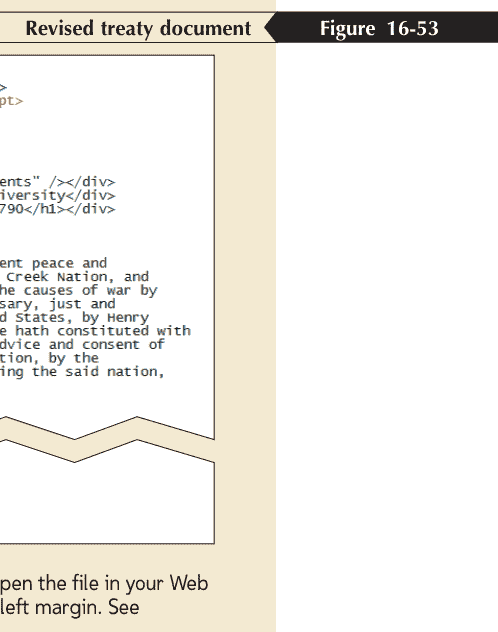 Revised treaty document Figure 16-53
>
pt>
ents" /></div>
iversity</div>
790</h1></div>
ent peace and
Creek Nation, and
he causes of war by
sary, just and
d States, by Henry
e hath constituted with
dvice and consent of
tion, by the
ing the said nation,
pen the file in your Web
left margin. See